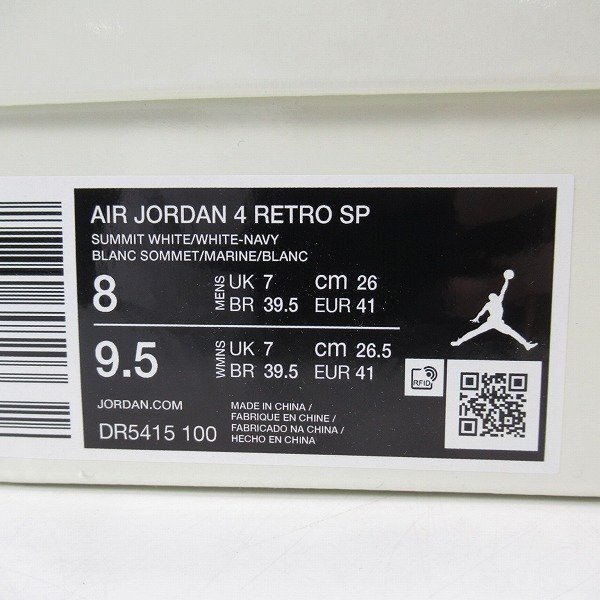 AIR JORDAN 4 RETRO SP
SUMMIT WHITE/WHITE-NAVY
BLANC SOMMET/MARINE/BLANC
8 MENS UK 7 cm 26
BR 39.5 EUR 41
9.5 WMNS UK 7 cm 26.5
BR 39.5 EUR 41
RFID
JORDAN.COM
DR5415 100
MADE IN CHINA /
FABRIQUE EN CHINE /
FABRICADO NA CHINA /
HECHO EN CHINA